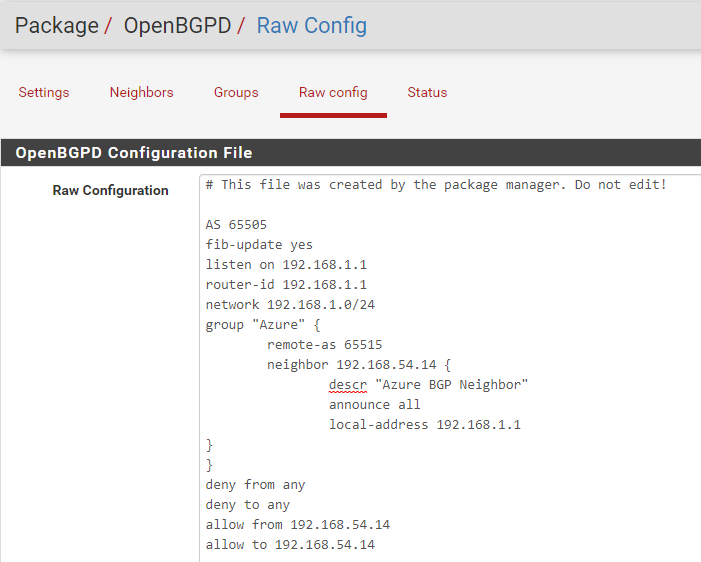 Package / OpenBGPD / Raw Config
Settings Neighbors Groups Raw config Status
OpenBGPD Configuration File
Raw Configuration
# This file was created by the package manager. Do not edit!
AS 65505
fib-update yes
listen on 192.168.1.1
router-id 192.168.1.1
network 192.168.1.0/24
group "Azure" {
remote-as 65515
neighbor 192.168.54.14 {
descr "Azure BGP Neighbor"
announce all
local-address 192.168.1.1
}
}
deny from any
deny to any
allow from 192.168.54.14
allow to 192.168.54.14